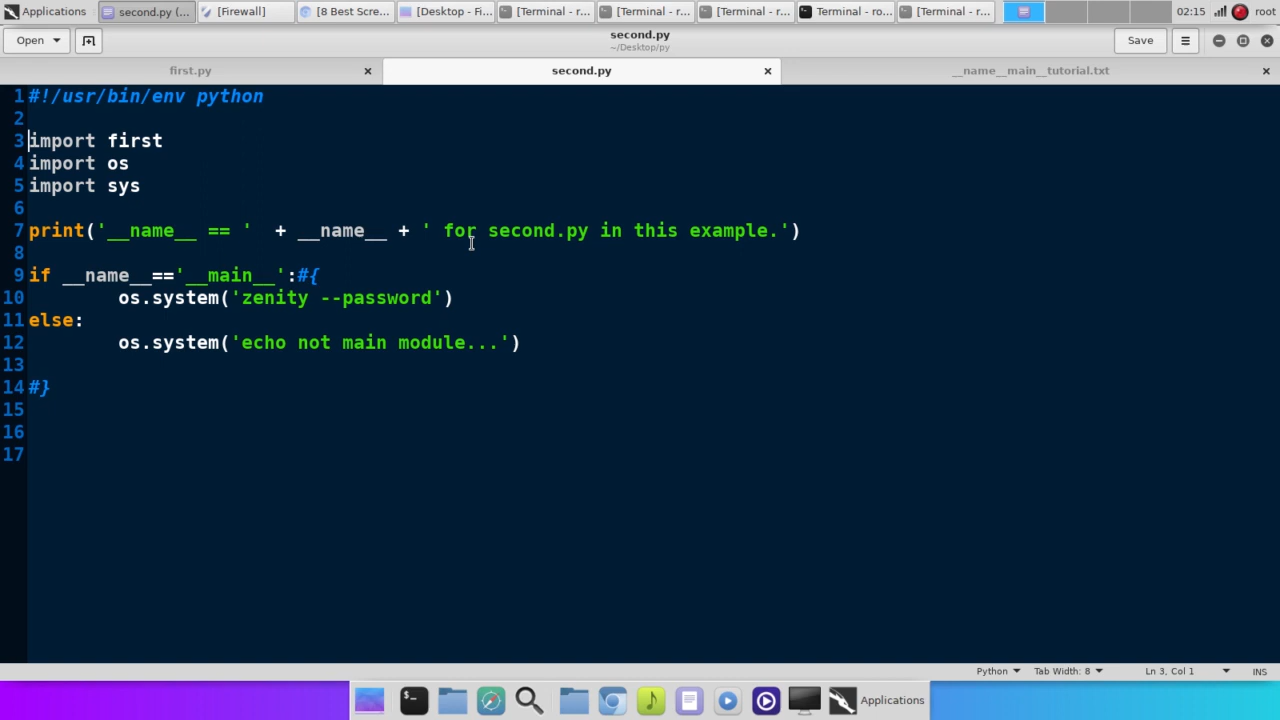 Applications
second.py (...
[Firewall]
[8 Best Scre...
[Desktop - Fi...
[Terminal - r...
[Terminal - r...
[Terminal - r...
Terminal - ro...
[Terminal - r...
02:15
root
Open
second.py
~/Desktop/py
Save
first.py
second.py
__name__main__tutorial.txt
1 #!/usr/bin/env python
2
3 import first
4 import os
5 import sys
6
7 print('__name__ == '  + __name__ + ' for second.py in this example.')
8
9 if __name__=='__main__':#{
10         os.system('zenity --password')
11 else:
12         os.system('echo not main module...')
13
14 #}
15
16
17
Python
Tab Width: 8
Ln 3, Col 1
INS
Applications